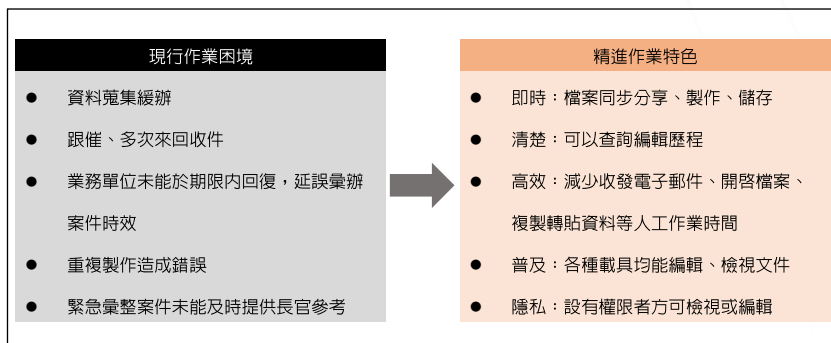 現行作業困境
● 資料蒐集緩辦
● 跟催、多次來回收件
● 業務單位未能於期限内回復，延誤彙辦
案件時效
● 重複製作造成錯誤
● 緊急彙整案件未能及時提供長官參考
精進作業特色
● 即時：檔案同步分享、製作、儲存
● 清楚：可以查詢編輯歷程
● 高效：減少收發電子郵件、開啓檔案、
複製轉貼資料等人工作業時間
● 普及：各種載具均能編輯、檢視文件
● 隱私：設有權限者方可檢視或編輯